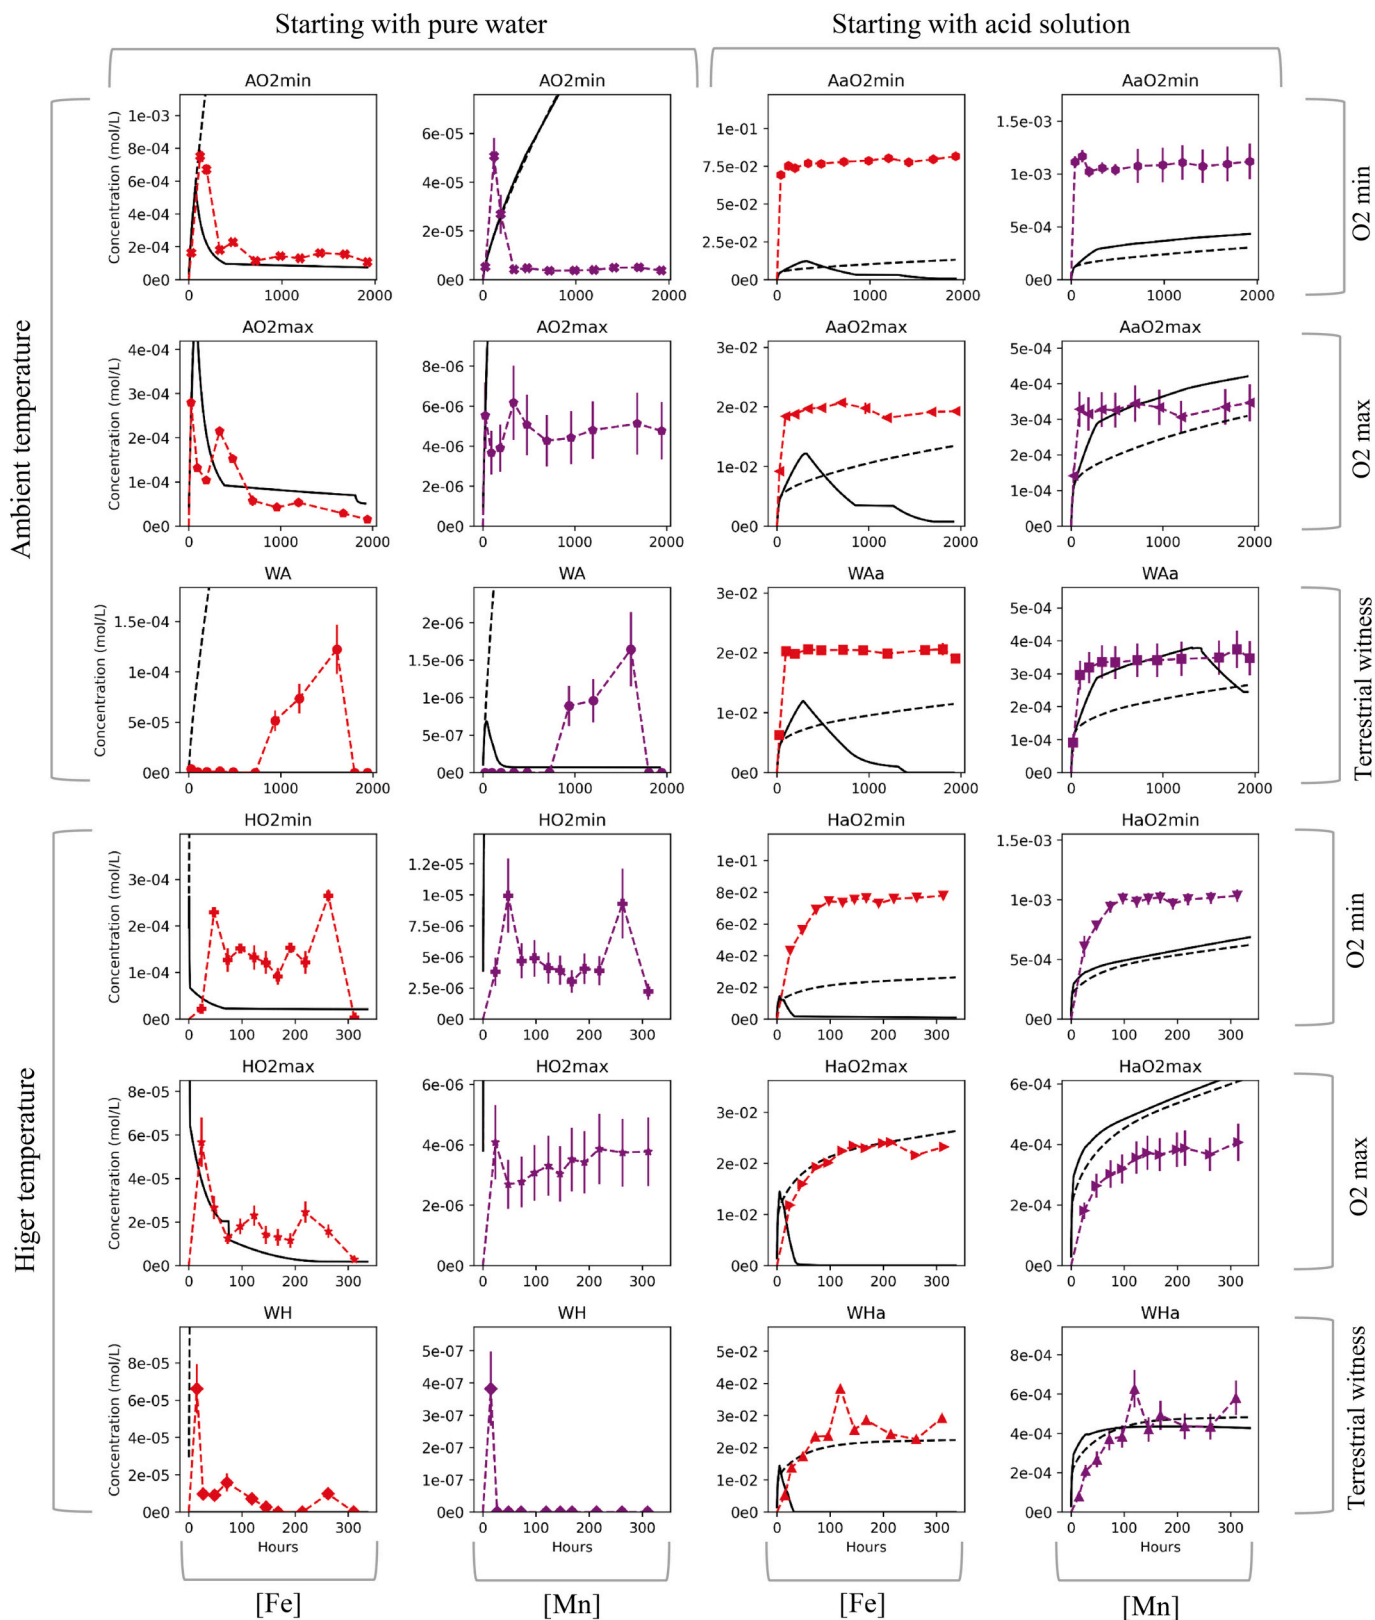 Starting with pure water
Starting with acid solution
Ambient temperature
Higer temperature
AO2min
Concentration (mol/L)
1e-03
8e-04
6e-04
4e-04
2e-04
0e0
0 1000 2000
AO2min
6e-05
4e-05
2e-05
0e0
0 1000 2000
AaO2min
1e-01
7.5e-02
5e-02
2.5e-02
0e0
0 1000 2000
AaO2min
1.5e-03
1e-03
5e-04
0e0
0 1000 2000
O2 min
AO2max
Concentration (mol/L)
4e-04
3e-04
2e-04
1e-04
0e0
0 1000 2000
AO2max
8e-06
6e-06
4e-06
2e-06
0e0
0 1000 2000
AaO2max
3e-02
2e-02
1e-02
0e0
0 1000 2000
AaO2max
5e-04
4e-04
3e-04
2e-04
1e-04
0e0
0 1000 2000
O2 max
WA
Concentration (mol/L)
1.5e-04
1e-04
5e-05
0e0
0 1000 2000
WA
2e-06
1.5e-06
1e-06
5e-07
0e0
0 1000 2000
WAa
3e-02
2e-02
1e-02
0e0
0 1000 2000
WAa
5e-04
4e-04
3e-04
2e-04
1e-04
0e0
0 1000 2000
Terrestrial witness
HO2min
Concentration (mol/L)
3e-04
2e-04
1e-04
0e0
0 100 200 300
HO2min
1.2e-05
1e-05
7.5e-06
5e-06
2.5e-06
0e0
0 100 200 300
HaO2min
1e-01
8e-02
6e-02
4e-02
2e-02
0e0
0 100 200 300
HaO2min
1.5e-03
1e-03
5e-04
0e0
0 100 200 300
O2 min
HO2max
Concentration (mol/L)
8e-05
6e-05
4e-05
2e-05
0e0
0 100 200 300
HO2max
6e-06
4e-06
2e-06
0e0
0 100 200 300
HaO2max
3e-02
2e-02
1e-02
0e0
0 100 200 300
HaO2max
6e-04
4e-04
2e-04
0e0
0 100 200 300
O2 max
WH
Concentration (mol/L)
8e-05
6e-05
4e-05
2e-05
0e0
0 100 200 300
Hours
WH
5e-07
4e-07
3e-07
2e-07
1e-07
0e0
0 100 200 300
Hours
WHa
5e-02
4e-02
3e-02
2e-02
1e-02
0e0
0 100 200 300
Hours
WHa
8e-04
6e-04
4e-04
2e-04
0e0
0 100 200 300
Hours
Terrestrial witness
[Fe]
[Mn]
[Fe]
[Mn]